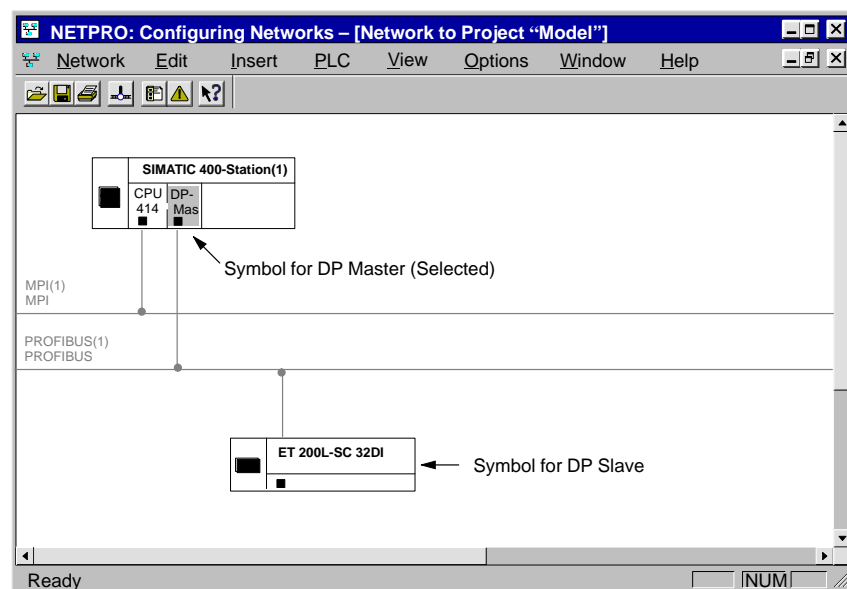 NETPRO: Configuring Networks – [Network to Project “Model”]
Network Edit Insert PLC View Options Window Help
SIMATIC 400-Station(1)
CPU 414
DP-Mas
Symbol for DP Master (Selected)
MPI(1)
MPI
PROFIBUS(1)
PROFIBUS
ET 200L-SC 32DI
Symbol for DP Slave
Ready NUM